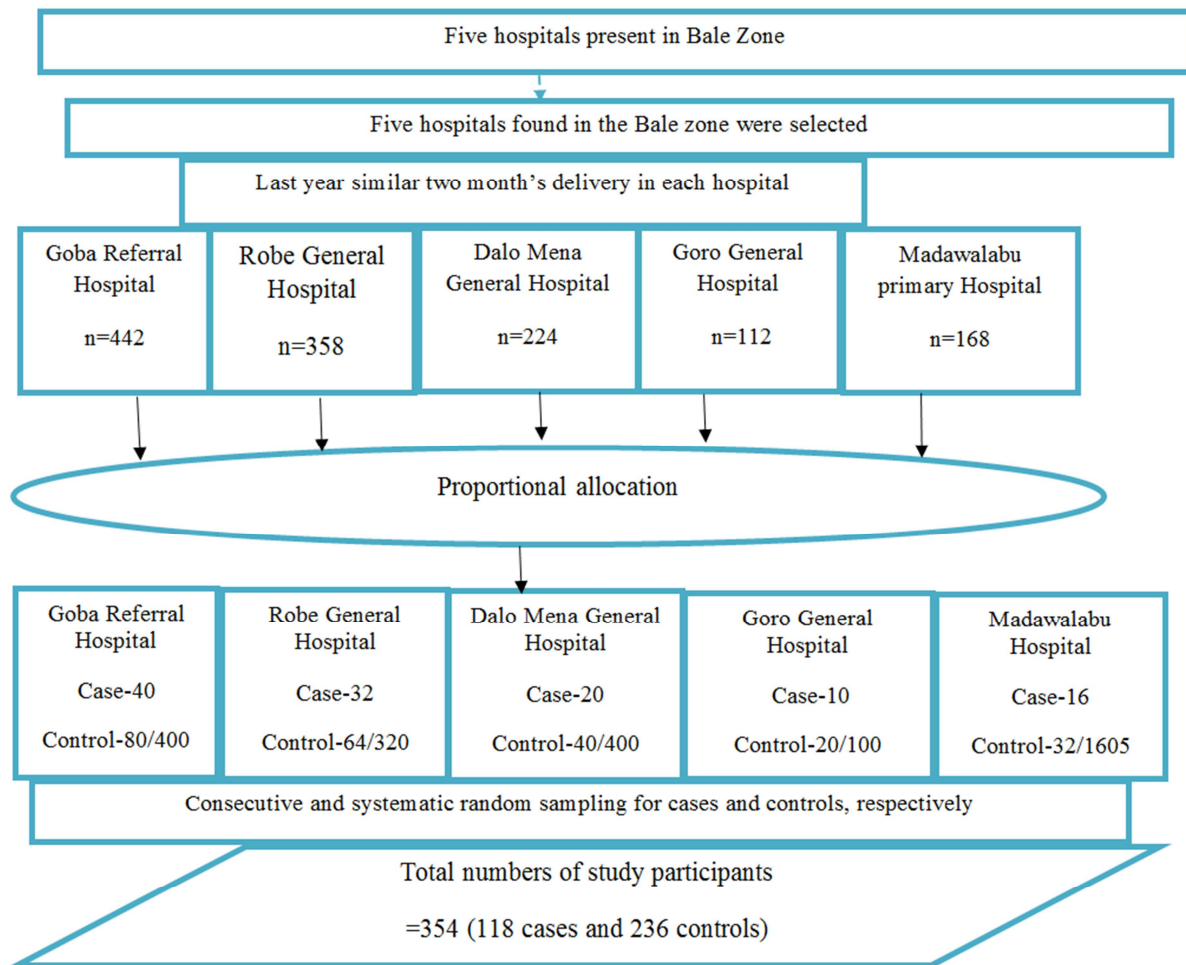 Five hospitals present in Bale Zone
Five hospitals found in the Bale zone were selected
Last year similar two month's delivery in each hospital
Goba Referral
Hospital
n=442
Robe General
Hospital
n=358
Dalo Mena
General Hospital
n=224
Goro General
Hospital
n=112
Madawalabu
primary Hospital
n=168
Proportional allocation
Goba Referral
Hospital
Case-40
Control-80/400
Robe General
Hospital
Case-32
Control-64/320
Dalo Mena General
Hospital
Case-20
Control-40/400
Goro General
Hospital
Case-10
Control-20/100
Madawalabu
Hospital
Case-16
Control-32/1605
Consecutive and systematic random sampling for cases and controls, respectively
Total numbers of study participants
=354 (118 cases and 236 controls)